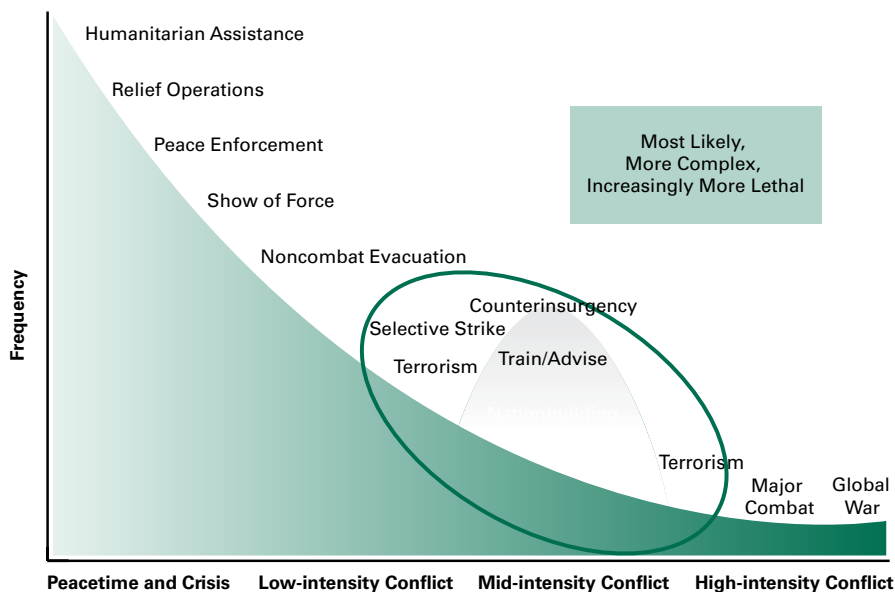 Humanitarian Assistance
Relief Operations
Peace Enforcement
Show of Force
Noncombat Evacuation
Most Likely,
More Complex,
Increasingly More Lethal
Counterinsurgency
Selective Strike
Train/Advise
Terrorism
Nationbuilding
Terrorism
Major
Combat
Global
War
Frequency
Peacetime and Crisis
Low-intensity Conflict
Mid-intensity Conflict
High-intensity Conflict